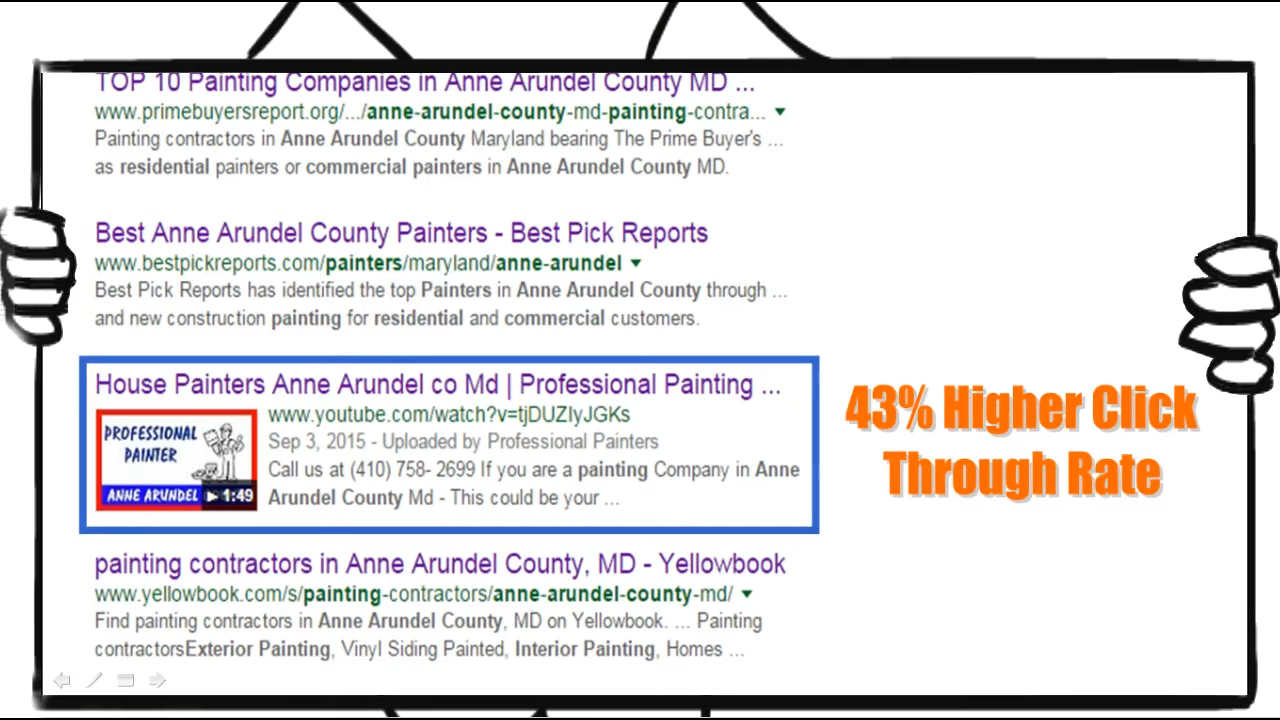 TOP 10 Painting Companies in Anne Arundel County MD ...
www.primebuyersreport.org/.../anne-arundel-county-md-painting-contra...
Painting contractors in Anne Arundel County Maryland bearing The Prime Buyer's ...
as residential painters or commercial painters in Anne Arundel County MD.
Best Anne Arundel County Painters - Best Pick Reports
www.bestpickreports.com/painters/maryland/anne-arundel
Best Pick Reports has identified the top Painters in Anne Arundel County through ...
and new construction painting for residential and commercial customers.
House Painters Anne Arundel co Md | Professional Painting ...
PROFESSIONAL
PAINTER
ANNE ARUNDEL
1:49
www.youtube.com/watch?v=tjDUZIyJGKs
Sep 3, 2015 - Uploaded by Professional Painters
Call us at (410) 758- 2699 If you are a painting Company in Anne
Arundel County Md - This could be your ...
43% Higher Click
Through Rate
painting contractors in Anne Arundel County, MD - Yellowbook
www.yellowbook.com/s/painting-contractors/anne-arundel-county-md/
Find painting contractors in Anne Arundel County, MD on Yellowbook. ... Painting
contractorsExterior Painting, Vinyl Siding Painted, Interior Painting, Homes ...